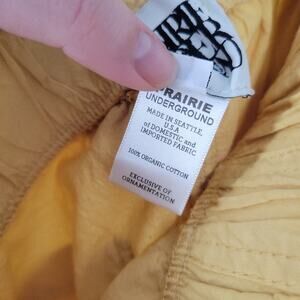 PRAIRIE
UNDERGROUND
MADE IN SEATTLE,
U.S.A
of DOMESTIC and
IMPORTED FABRIC
100% ORGANIC COTTON
EXCLUSIVE OF
ORNAMENTATION